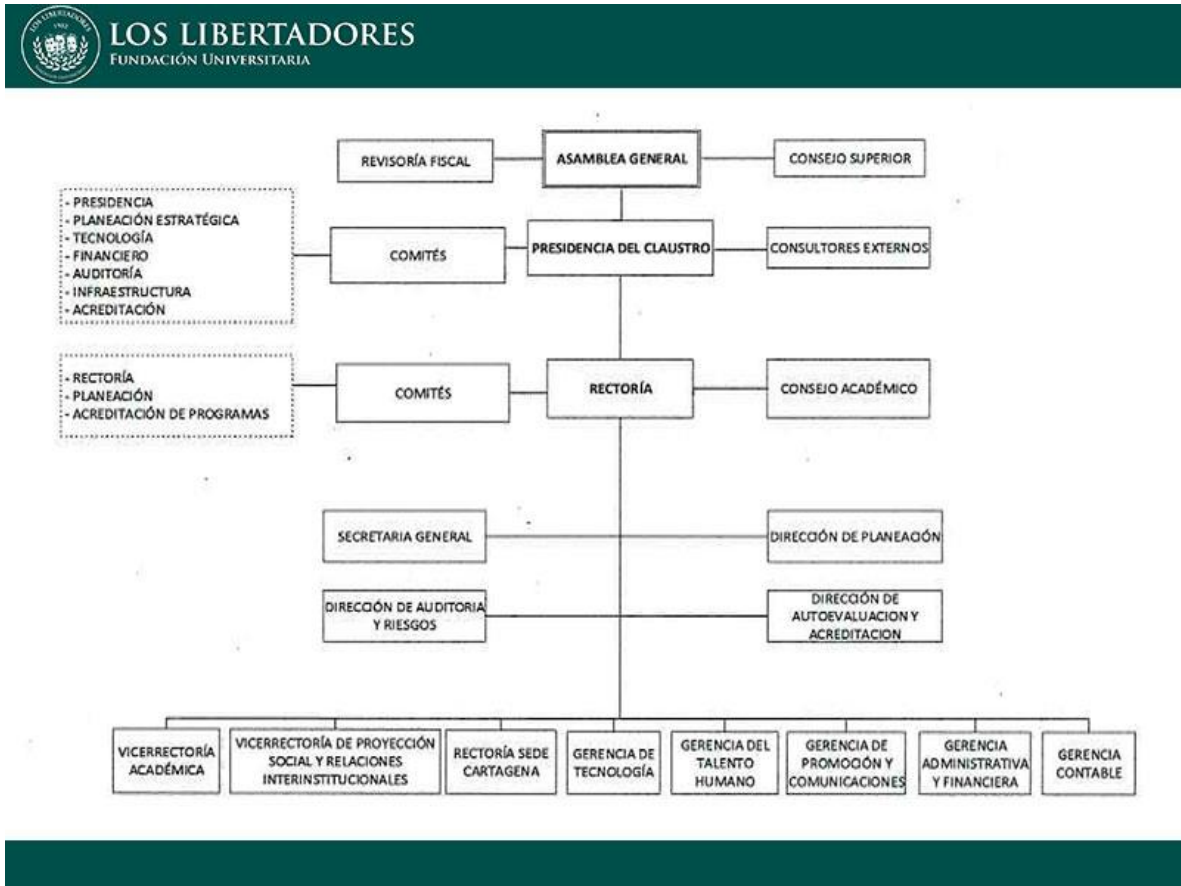 LOS LIBERTADORES
FUNDACIÓN UNIVERSITARIA
REVISORÍA FISCAL
ASAMBLEA GENERAL
CONSEJO SUPERIOR
- PRESIDENCIA
- PLANEACIÓN ESTRATÉGICA
- TECNOLOGÍA
- FINANCIERO
- AUDITORÍA
- INFRAESTRUCTURA
- ACREDITACIÓN
COMITÉS
PRESIDENCIA DEL CLAUSTRO
CONSULTORES EXTERNOS
- RECTORÍA
- PLANEACIÓN
- ACREDITACIÓN DE PROGRAMAS
COMITÉS
RECTORÍA
CONSEJO ACADÉMICO
SECRETARIA GENERAL
DIRECCIÓN DE PLANEACIÓN
DIRECCIÓN DE AUDITORIA
Y RIESGOS
DIRECCIÓN DE
AUTOEVALUACION Y
ACREDITACION
VICERRECTORÍA
ACADÉMICA
VICERRECTORÍA DE PROYECCIÓN
SOCIAL Y RELACIONES
INTERINSTITUCIONALES
RECTORÍA SEDE
CARTAGENA
GERENCIA DE
TECNOLOGÍA
GERENCIA DEL
TALENTO
HUMANO
GERENCIA DE
PROMOCIÓN Y
COMUNICACIONES
GERENCIA
ADMINISTRATIVA
Y FINANCIERA
GERENCIA
CONTABLE